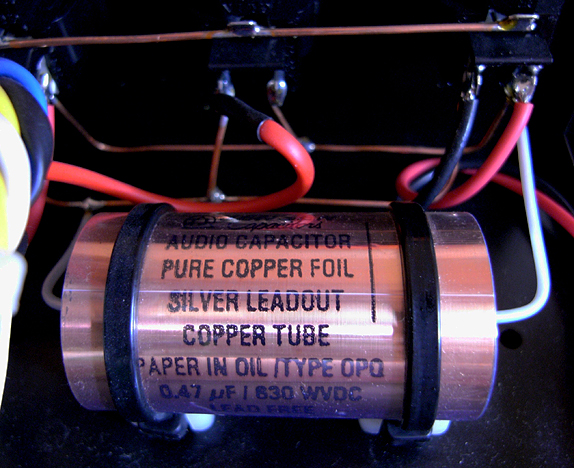 Capacitors
AUDIO CAPACITOR
PURE COPPER FOIL
SILVER LEADOUT
COPPER TUBE
PAPER IN OIL / TYPE OPQ
0.47 µF / 630 WVDC
LEAD FREE